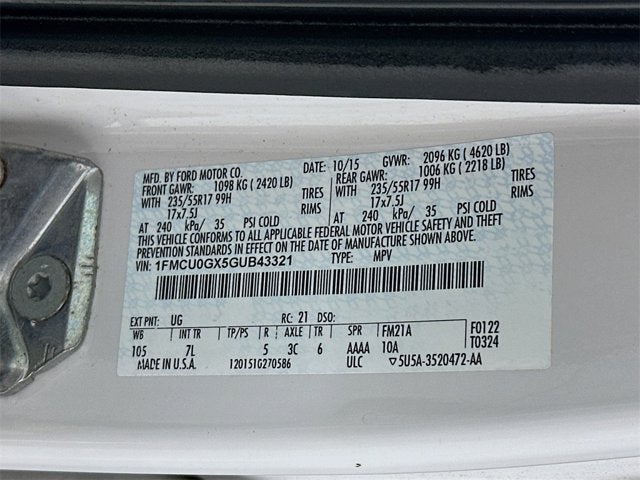 MFD. BY FORD MOTOR CO. DATE: 10/15 GVWR: 2096 KG ( 4620 LB)
FRONT GAWR: 1098 KG ( 2420 LB) REAR GAWR: 1006 KG ( 2218 LB)
WITH 235/55R17 99H TIRES WITH 235/55R17 99H TIRES
17x7.5J RIMS 17x7.5J RIMS
AT 240 kPa/ 35 PSI COLD AT 240 kPa/ 35 PSI COLD
THIS VEHICLE CONFORMS TO ALL APPLICABLE FEDERAL MOTOR VEHICLE SAFETY AND THEFT
PREVENTION STANDARDS IN EFFECT ON THE DATE OF MANUFACTURE SHOWN ABOVE.
VIN: 1FMCU0GX5GUB43321 TYPE: MPV
EXT PNT: UG RC: 21 DSO:
WB INT TR TP/PS R AXLE TR SPR FM21A F0122
105 7L 5 3C 6 AAAA 10A T0324
MADE IN U.S.A. 120151G270586 ULC ▽5U5A-3520472-AA